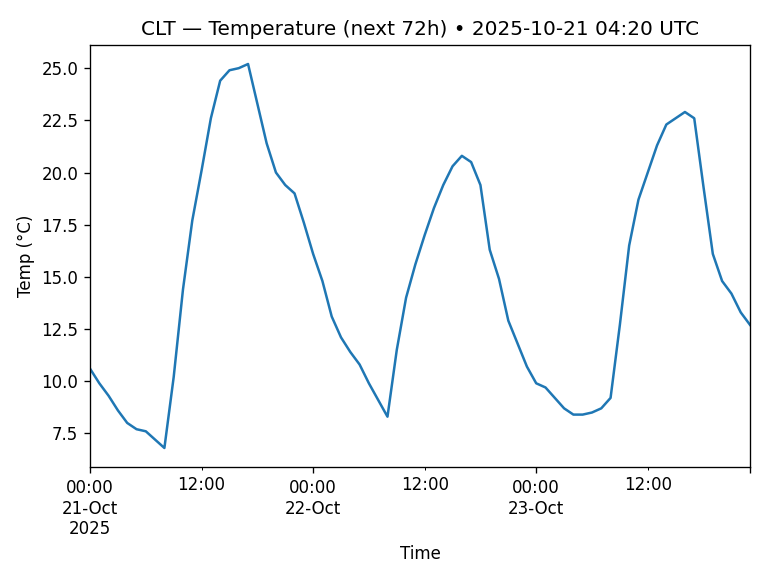 CLT — Temperature (next 72h) • 2025-10-21 04:20 UTC
25.0
22.5
20.0
17.5
15.0
12.5
10.0
7.5
Temp (°C)
00:00 12:00 00:00 12:00 00:00 12:00
21-Oct 22-Oct 23-Oct
2025
Time